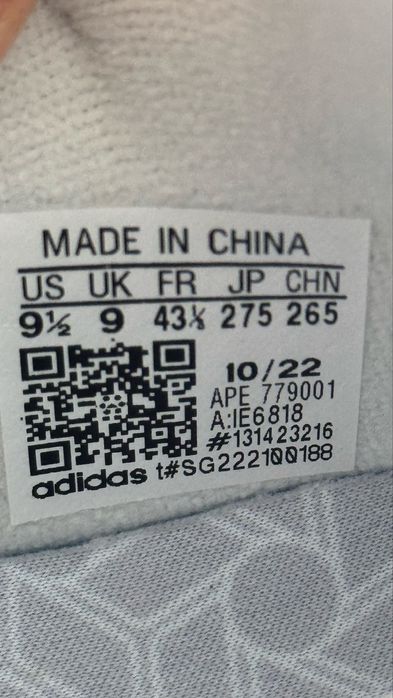 MADE IN CHINA
US UK FR JP CHN
9½ 9 43⅓ 275 265
10/22
APE 779001
A:IE6818
#131423216
adidas t#SG222100188